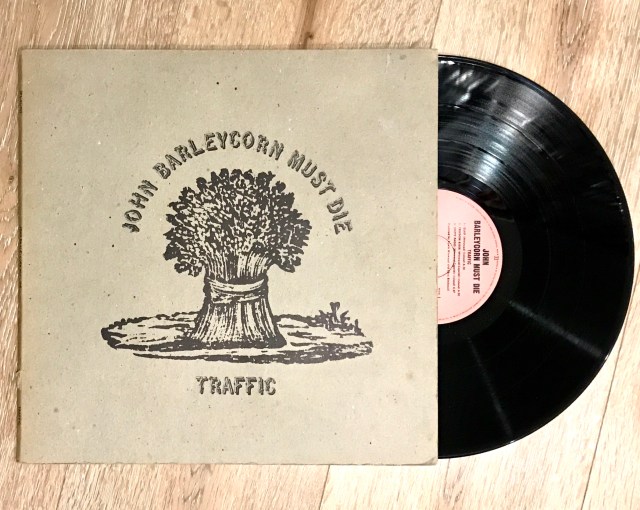 JOHN BARLEYCORN MUST DIE
TRAFFIC
JOHN
BARLEYCORN MUST DIE
TRAFFIC